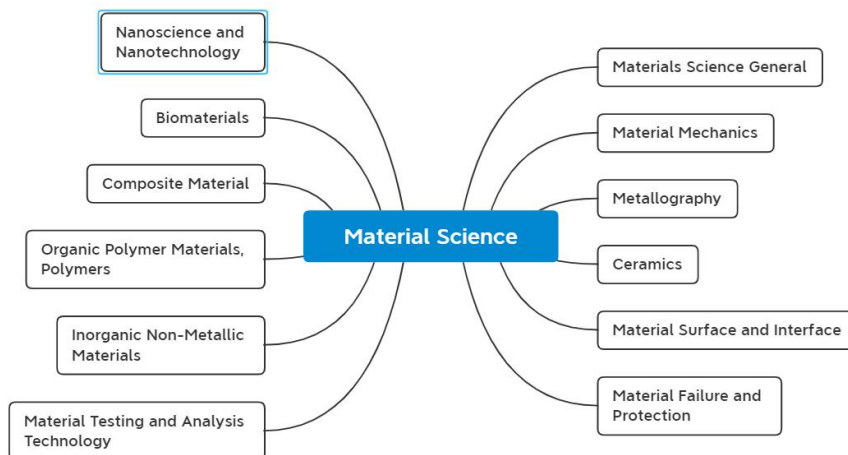 Nanoscience and
Nanotechnology
Biomaterials
Composite Material
Organic Polymer Materials,
Polymers
Inorganic Non-Metallic
Materials
Material Testing and Analysis
Technology
Material Science
Materials Science General
Material Mechanics
Metallography
Ceramics
Material Surface and Interface
Material Failure and
Protection